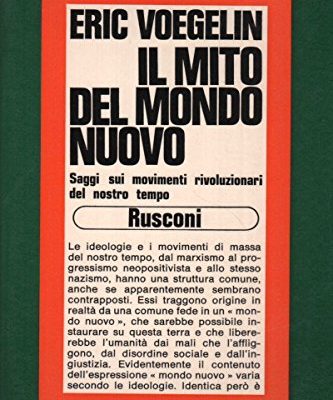 ERIC VOEGELIN
IL MITO
DEL MONDO
NUOVO
Saggi sui movimenti rivoluzionari
del nostro tempo
Rusconi
Le ideologie e i movimenti di massa
del nostro tempo, dal marxismo al pro-
gressismo neopositivista e allo stesso
nazismo, hanno una struttura comune,
anche se apparentemente sembrano
contrapposti. Essi traggono origine in
realtà da una comune fede in un « mon-
do nuovo », che sarebbe possibile in-
staurare su questa terra e che libere-
rebbe l'umanità dai mali che l'afflig-
gono, dal disordine sociale e dall'in-
giustizia. Evidentemente il contenuto
dell'espressione « mondo nuovo » varia
secondo le ideologie. Identica però è